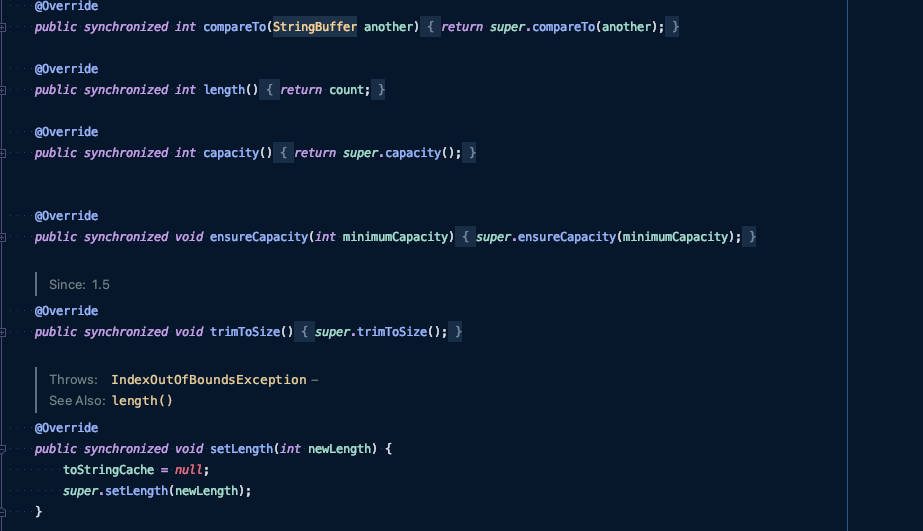 @Override
public synchronized int compareTo(StringBuffer another) { return super.compareTo(another); }
@Override
public synchronized int length() { return count; }
@Override
public synchronized int capacity() { return super.capacity(); }
@Override
public synchronized void ensureCapacity(int minimumCapacity) { super.ensureCapacity(minimumCapacity); }
Since: 1.5
@Override
public synchronized void trimToSize() { super.trimToSize(); }
Throws: IndexOutOfBoundsException –
See Also: length()
@Override
public synchronized void setLength(int newLength) {
toStringCache = null;
super.setLength(newLength);
}